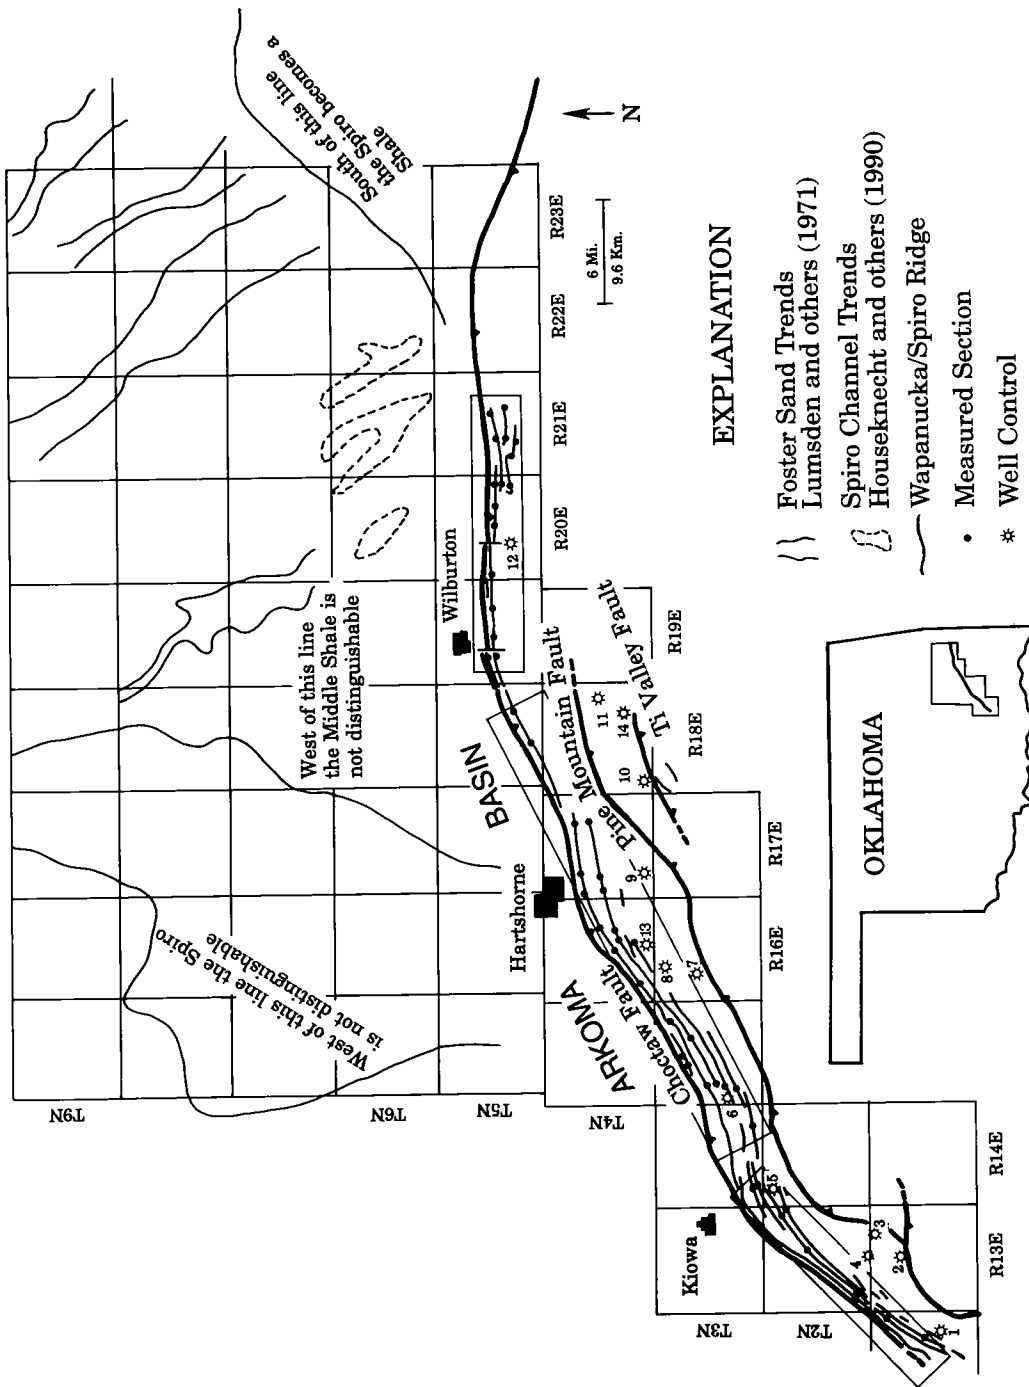 South of this line
the Spiro becomes a
Shale
West of this line
the Middle Shale is
not distinguishable
West of this line the Spiro
is not distinguishable
T9N
T6N
T5N
T4N
T3N
T2N
R23E
R22E
R21E
R20E
R19E
R18E
R17E
R16E
R14E
R13E
N
6 Mi.
9.6 Km.
Wilburton
Hartshorne
Kiowa
ARKOMA
BASIN
Choctaw Fault
Pine Mountain Fault
Ti Valley Fault
12
11
14
10
9
13
8
7
6
5
4
3
2
1
EXPLANATION
Foster Sand Trends
Lumsden and others (1971)
Spiro Channel Trends
Houseknecht and others (1990)
Wapanucka/Spiro Ridge
Measured Section
Well Control
OKLAHOMA